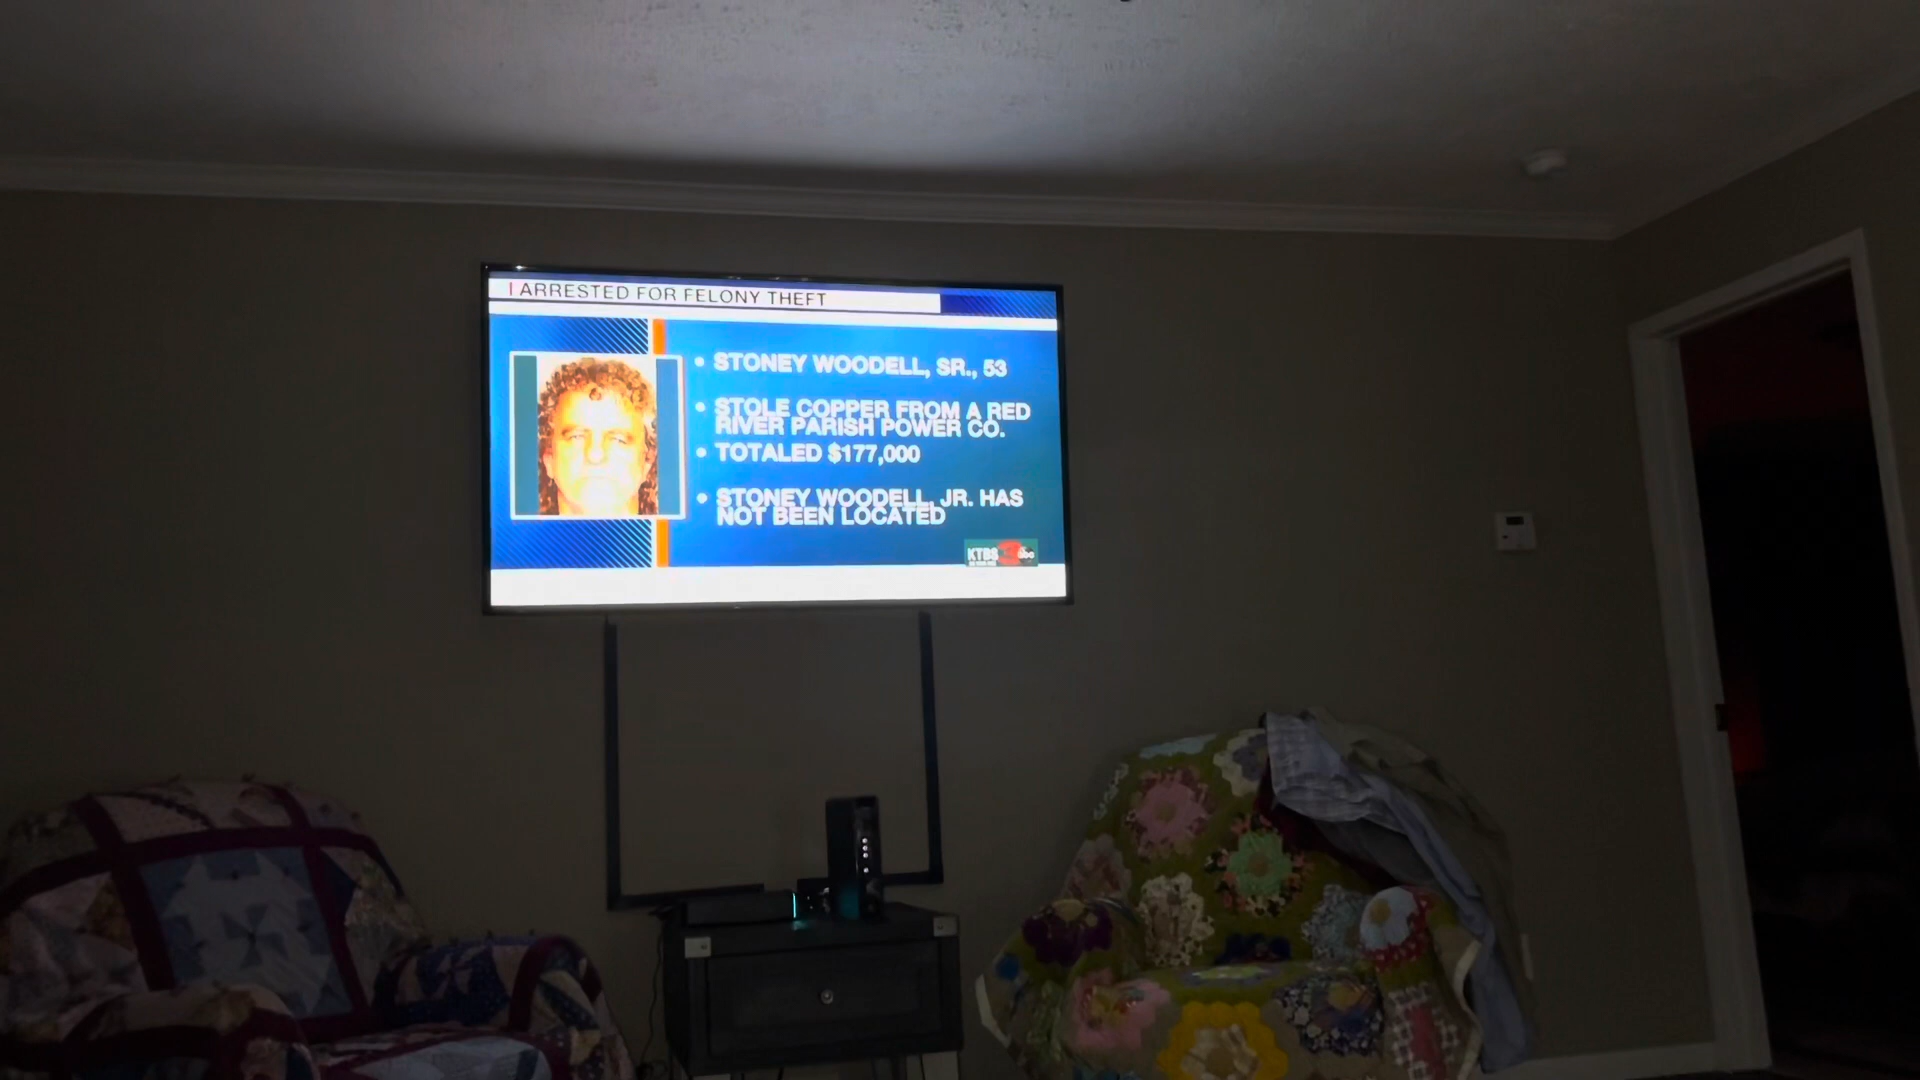 ARRESTED FOR FELONY THEFT
• STONEY WOODELL, SR., 53
• STOLE COPPER FROM A RED
RIVER PARISH POWER CO.
• TOTALED $177,000
• STONEY WOODELL, JR. HAS
NOT BEEN LOCATED
KTBS 3 abc